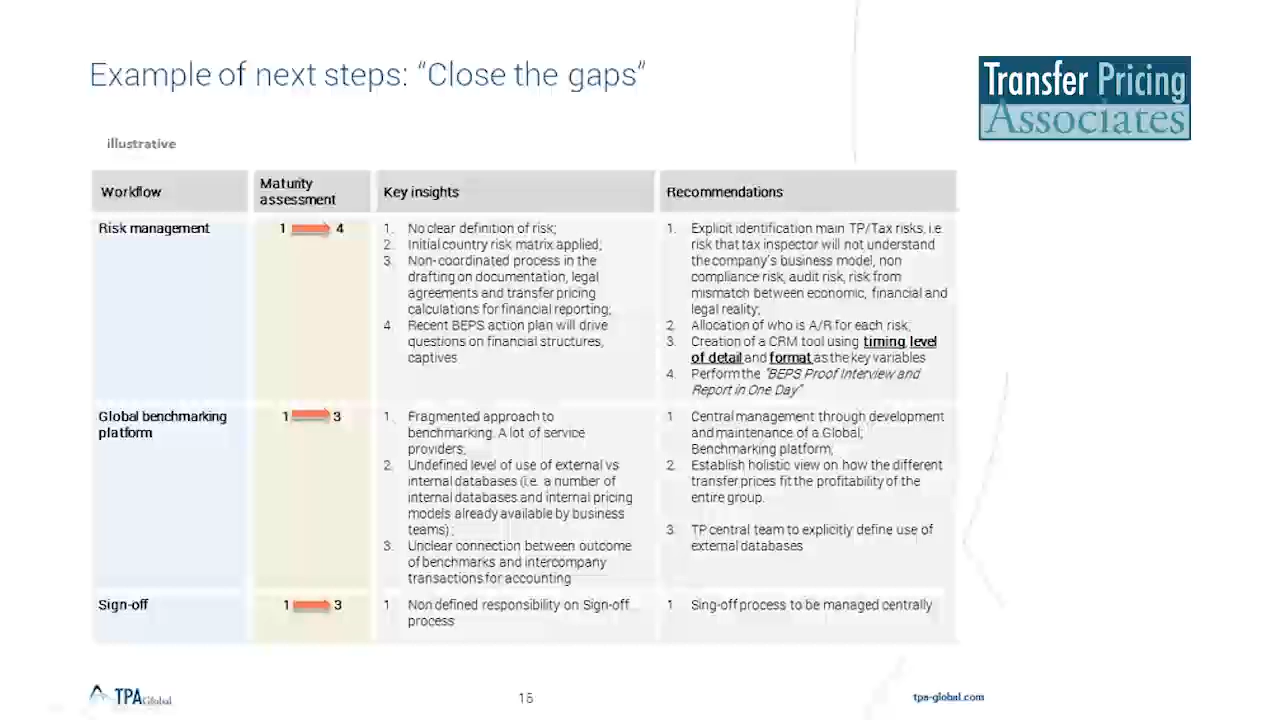 Example of next steps: “Close the gaps”
Transfer Pricing
Associates
illustrative
Workflow
Maturity
assessment
Key insights
Recommendations
Risk management
1 4
1. No clear definition of risk;
2. Initial country risk matrix applied;
3. Non-coordinated process in the
drafting on documentation, legal
agreements and transfer pricing
calculations for financial reporting;
4. Recent BEPS action plan will drive
questions on financial structures,
captives
1. Explicit identification main TP/Tax risks, i.e.
risk that tax inspector will not understand
the company's business model, non
compliance risk, audit risk, risk from
mismatch between economic, financial and
legal reality;
2. Allocation of who is A/R for each risk;
3. Creation of a CRM tool using timing, level
of detail and format as the key variables
4. Perform the “BEPS Proof Interview and
Report in One Day”
Global benchmarking
platform
1 3
1. Fragmented approach to
benchmarking. A lot of service
providers;
2. Undefined level of use of external vs
internal databases (i.e. a number of
internal databases and internal pricing
models already available by business
teams) ;
3. Unclear connection between outcome
of benchmarks and intercompany
transactions for accounting
1 Central management through development
and maintenance of a Global;
Benchmarking platform;
2. Establish holistic view on how the different
transfer prices fit the profitability of the
entire group.
3. TP central team to explicitly define use of
external databases
Sign-off
1 3
1 Non defined responsibility on Sign-off
process
1 Sing-off process to be managed centrally
TPA Global
tpa-global.com